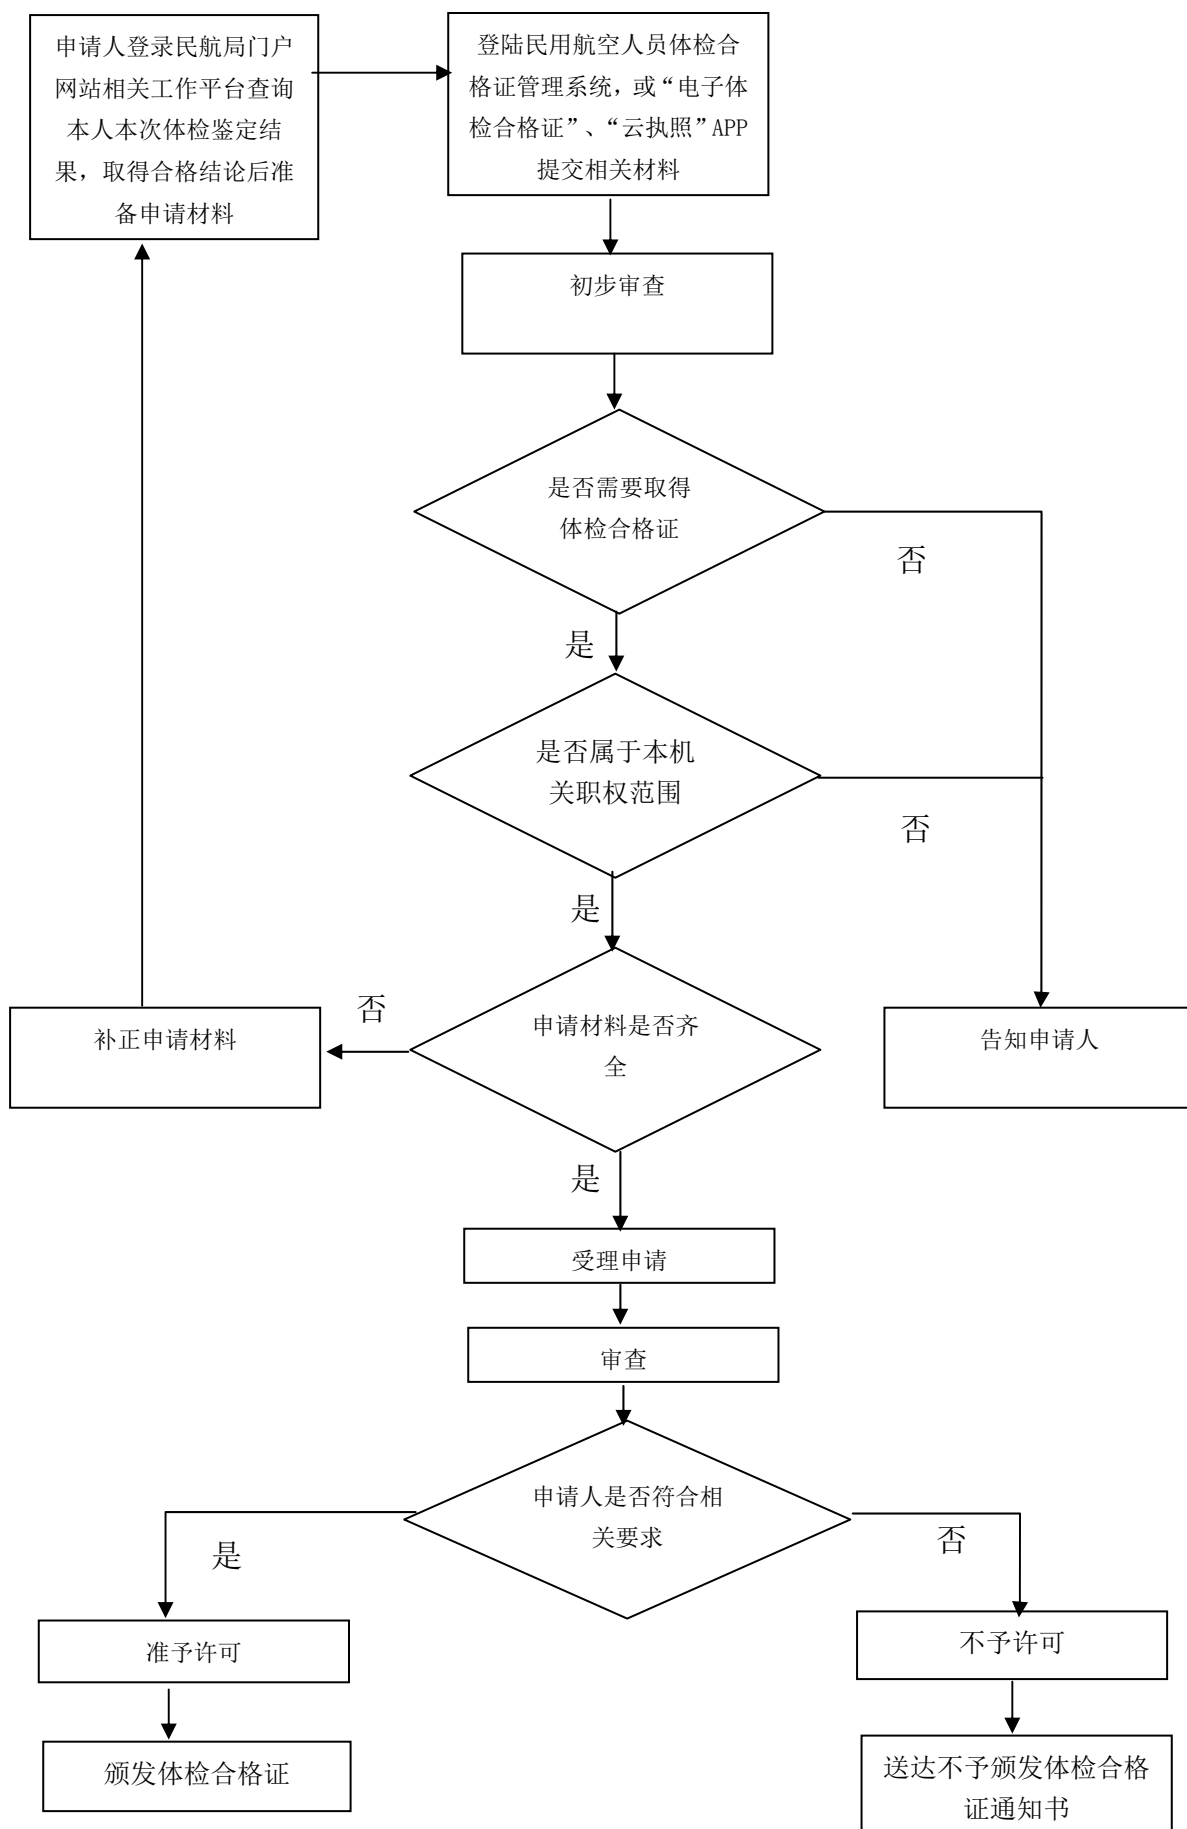 申请人登录民航局门户
网站相关工作平台查询
本人本次体检鉴定结
果，取得合格结论后准
备申请材料
登陆民用航空人员体检合
格证管理系统，或“电子体
检合格证”、“云执照”APP
提交相关材料
初步审查
是否需要取得
体检合格证
否
是
是否属于本机
关职权范围
否
是
否
补正申请材料
申请材料是否齐
全
告知申请人
是
受理申请
审查
申请人是否符合相
关要求
是
否
准予许可
不予许可
颁发体检合格证
送达不予颁发体检合格
证通知书